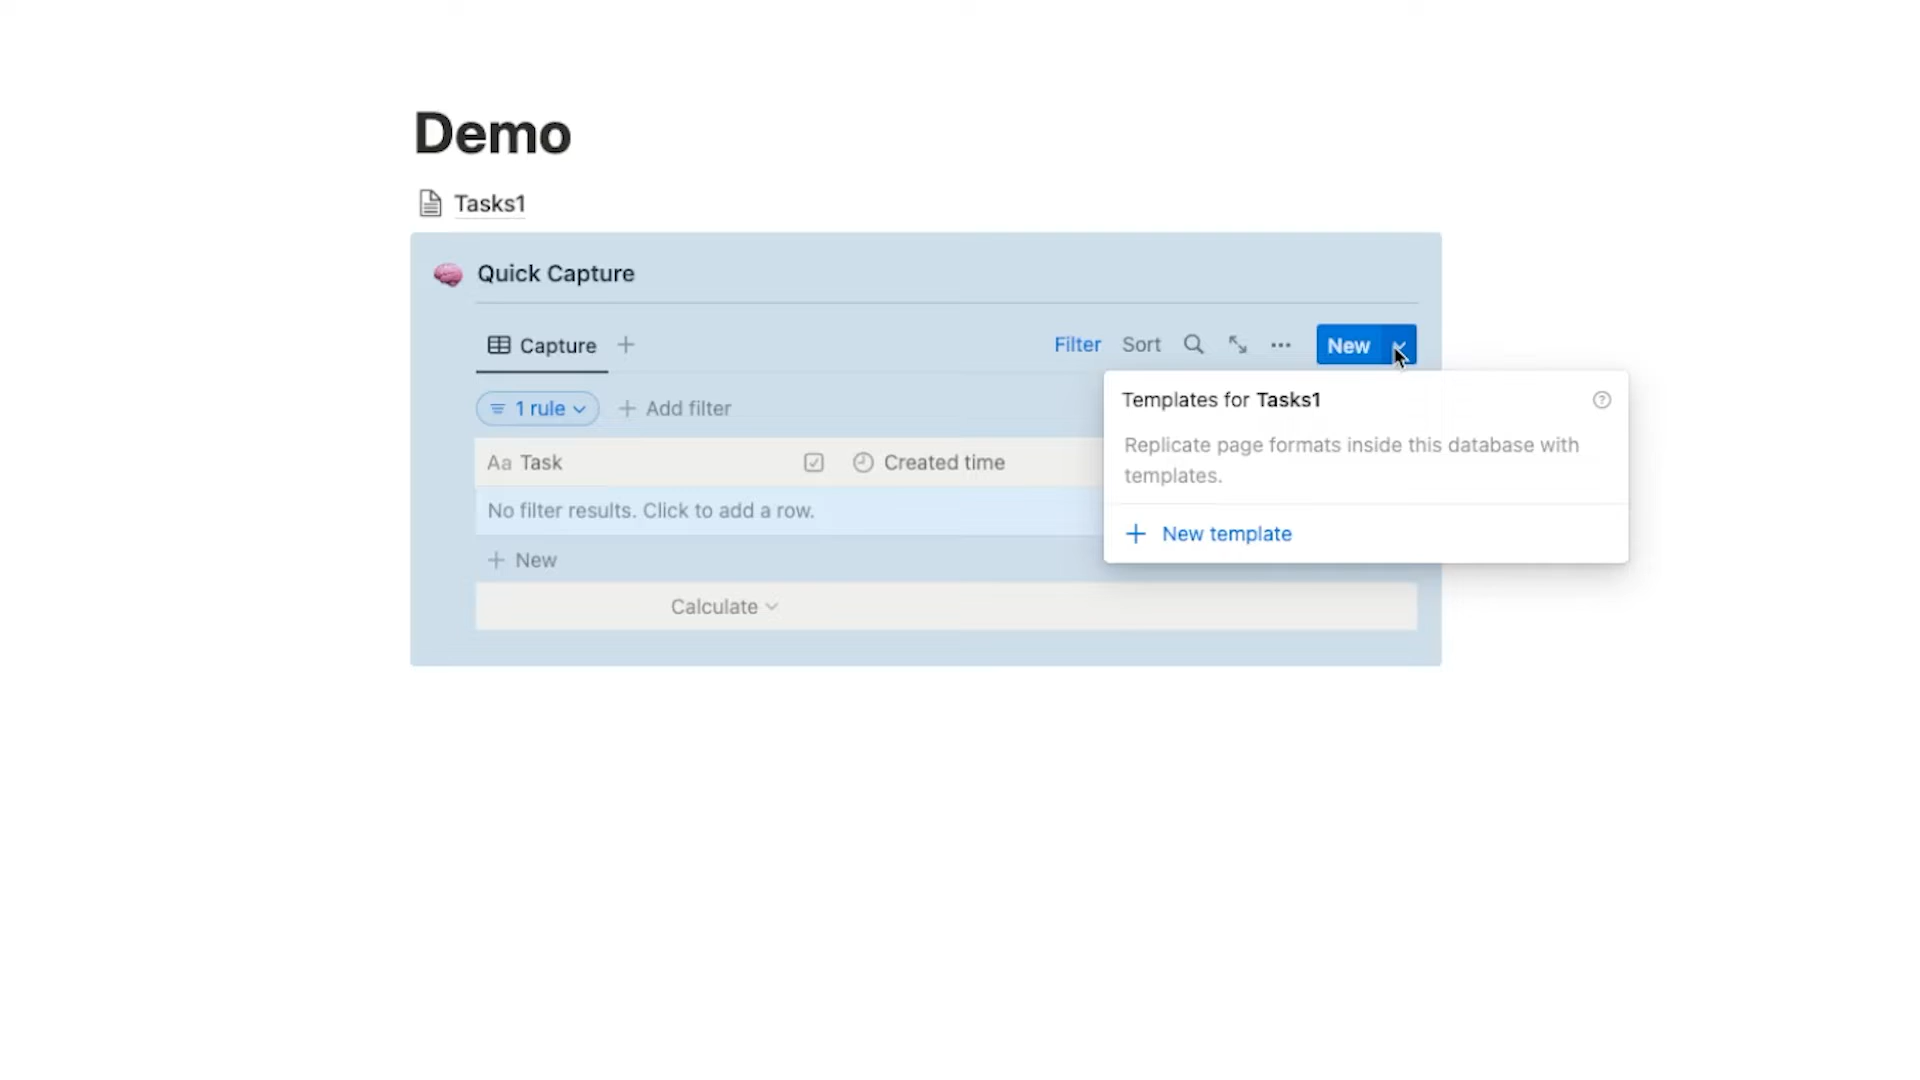 Demo
Tasks1
Quick Capture
Capture
Filter Sort New
1 rule Add filter
Templates for Tasks1
Replicate page formats inside this database with
templates.
Aa Task Created time
No filter results. Click to add a row.
New template
New
Calculate